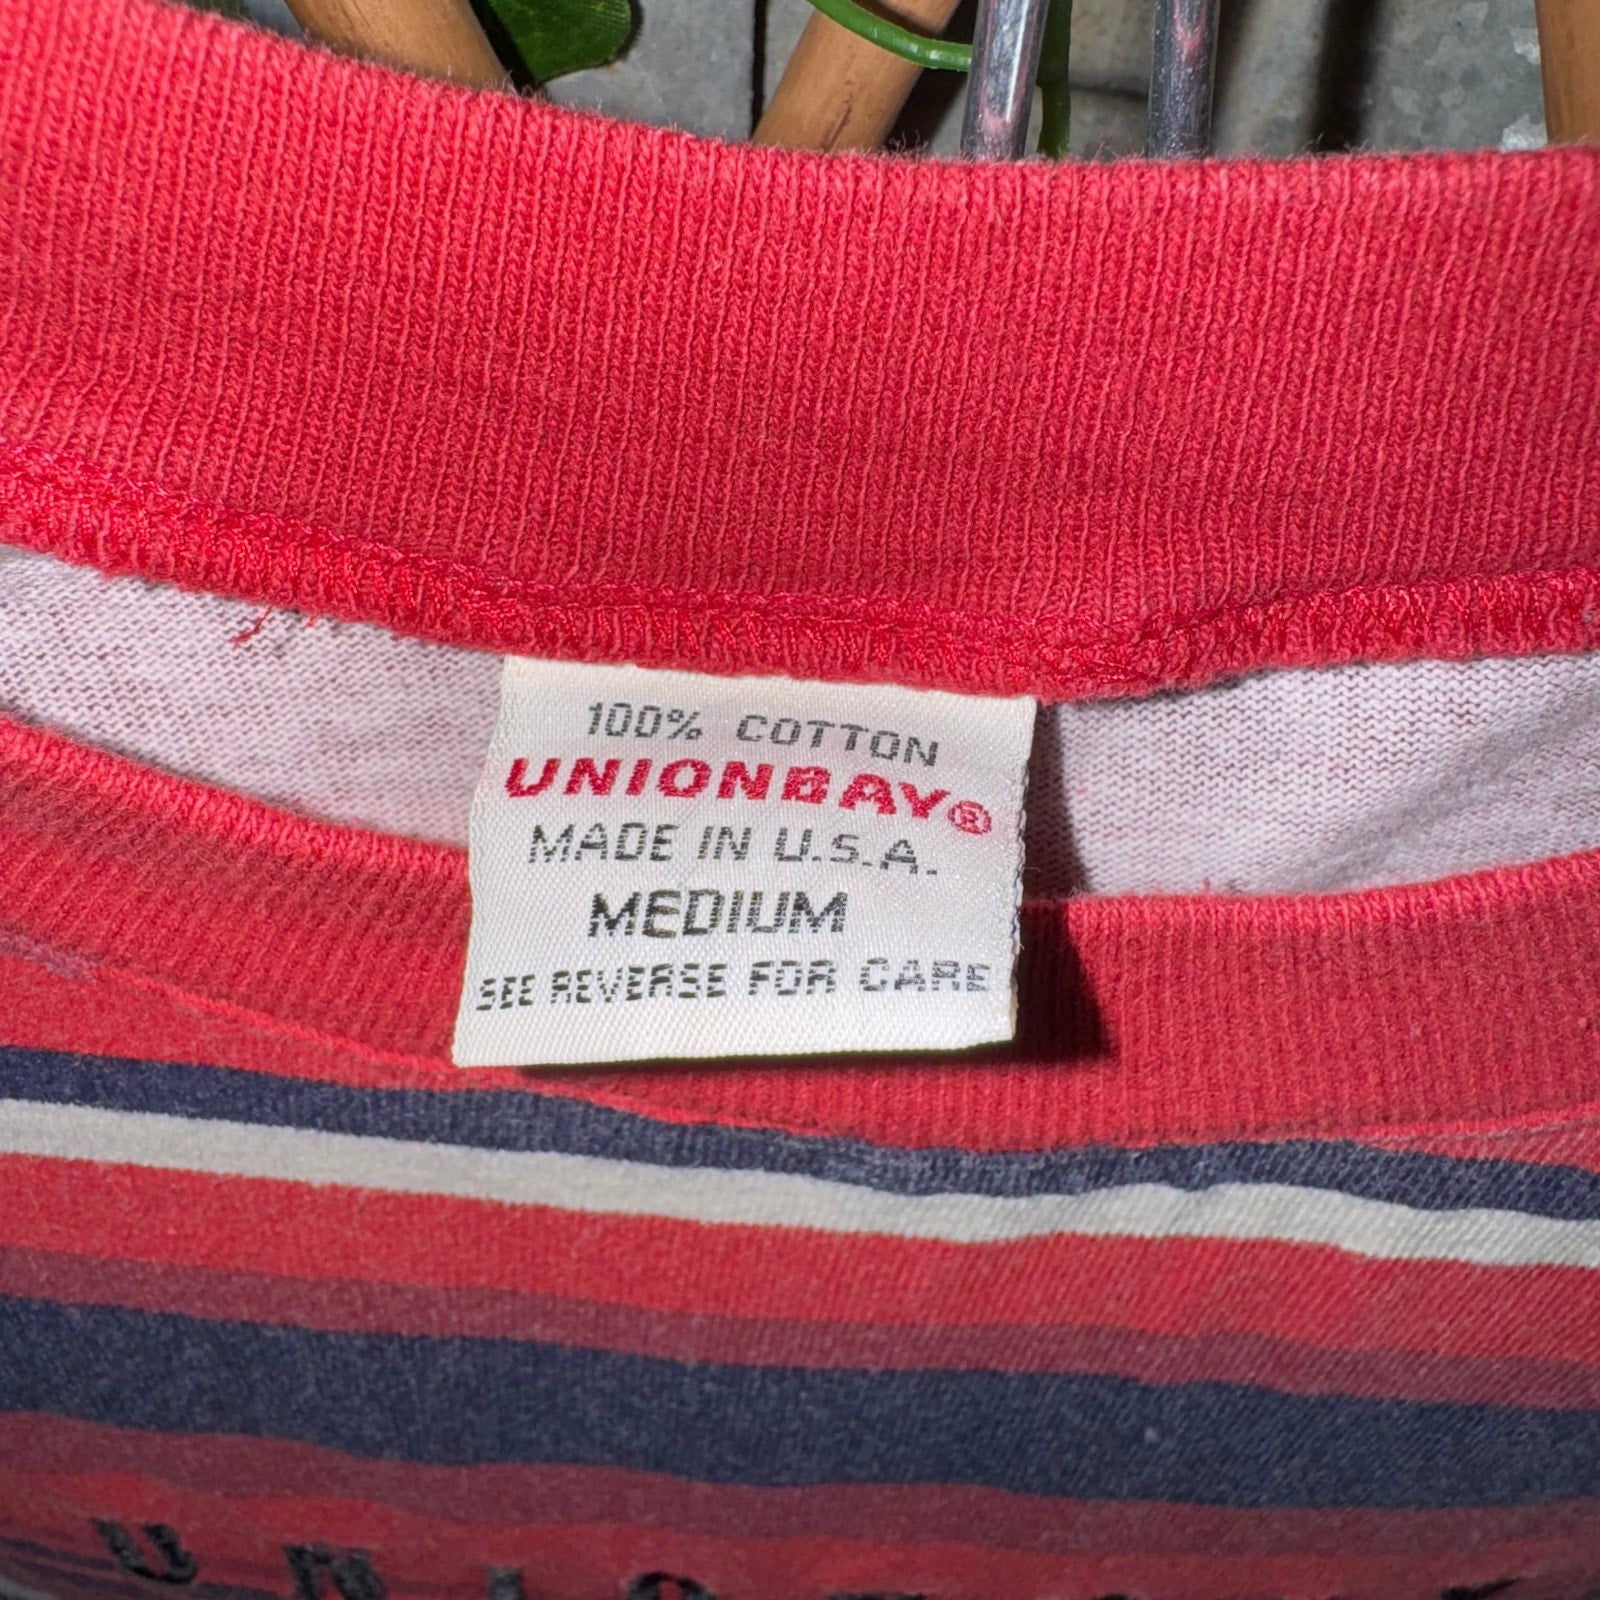 100% COTTON
UNIONBAY®
MADE IN U.S.A.
MEDIUM
SEE REVERSE FOR CARE